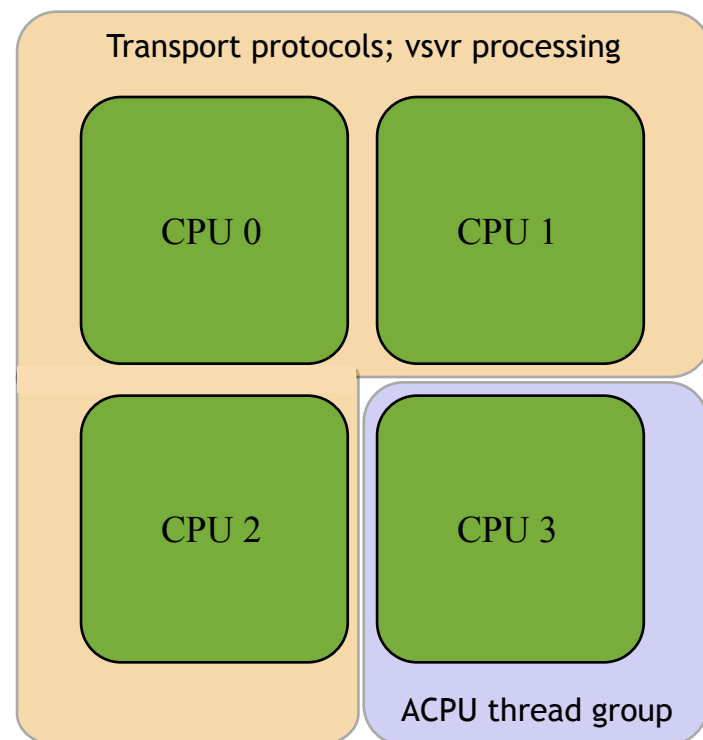 Transport protocols; vsvr processing
CPU 0
CPU 1
CPU 2
CPU 3
ACPU thread group